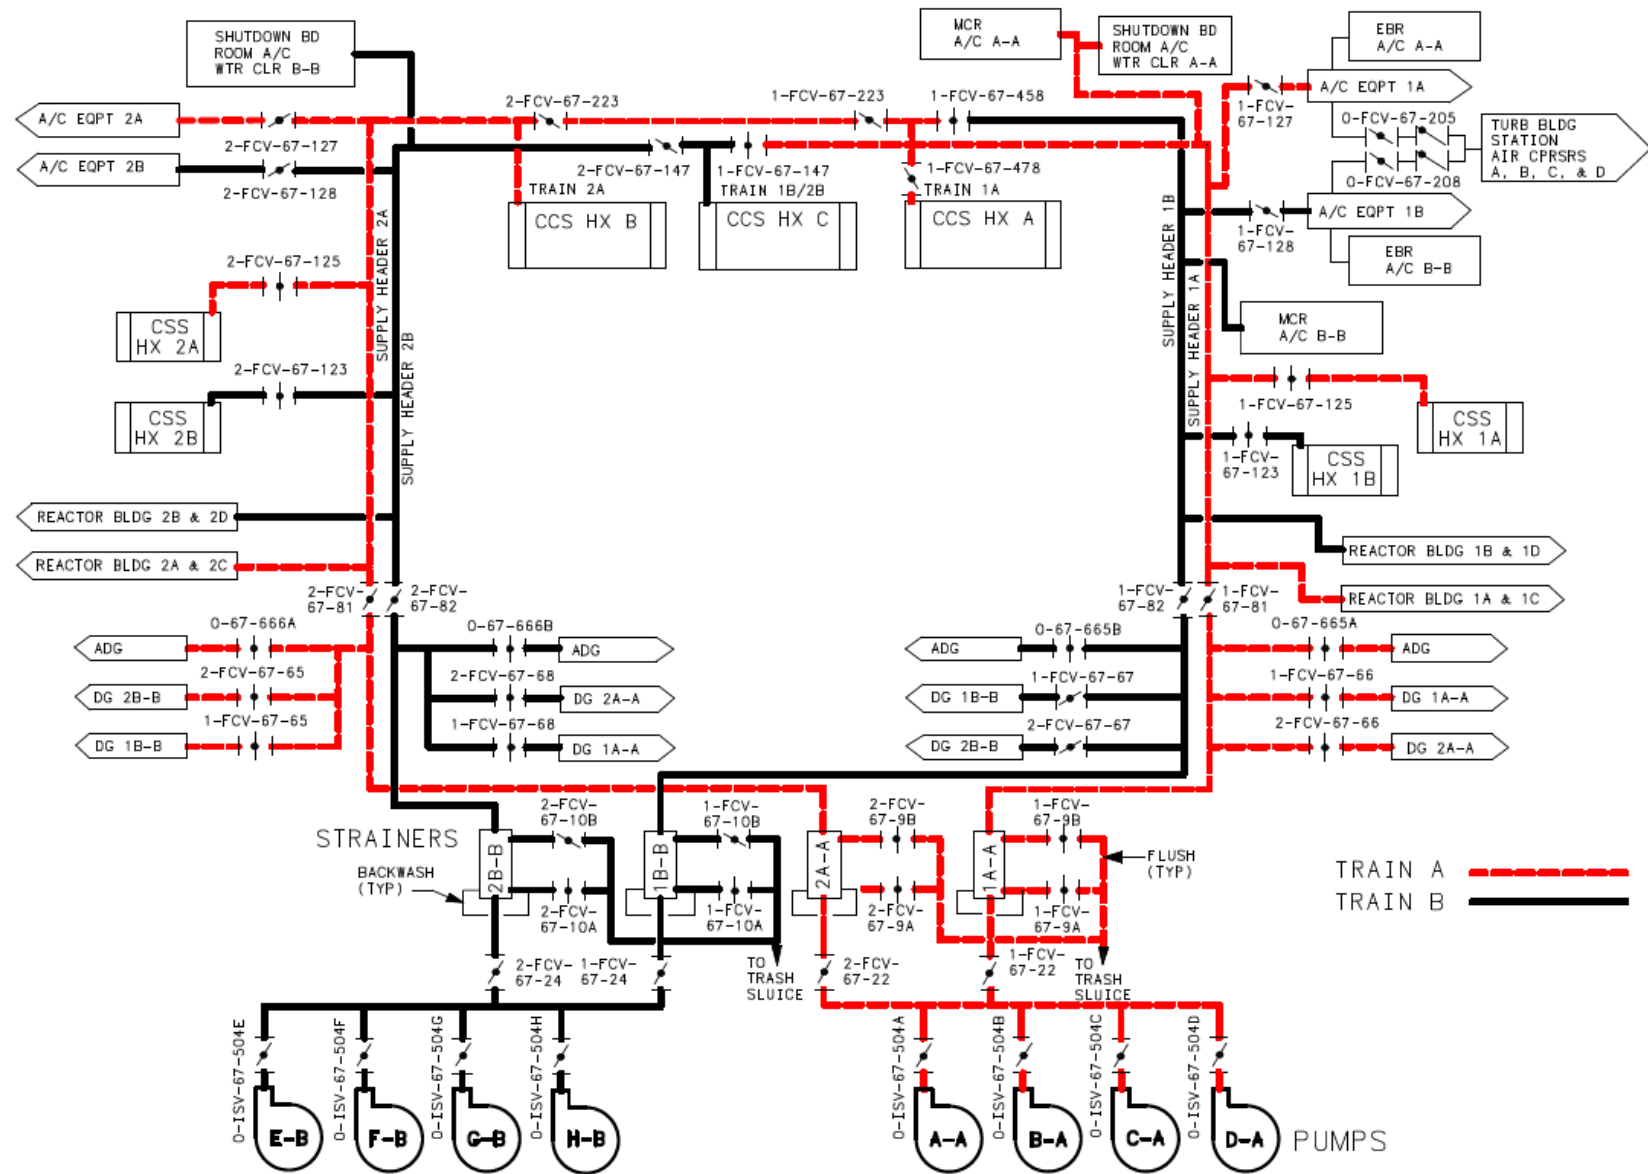 SHUTDOWN BD
ROOM A/C
WTR CLR B-B
MCR
A/C A-A
SHUTDOWN BD
ROOM A/C
WTR CLR A-A
EBR
A/C A-A
A/C EQPT 2A
2-FCV-67-127
2-FCV-67-223
1-FCV-67-223
1-FCV-67-458
1-FCV-
67-127
A/C EQPT 1A
0-FCV-67-205
TURB BLDG
STATION
AIR CPRSRS
A, B, C, & D
A/C EQPT 2B
2-FCV-67-128
2-FCV-67-147
1-FCV-67-147
1-FCV-67-478
0-FCV-67-208
TRAIN 2A
CCS HX B
TRAIN 1B/2B
CCS HX C
TRAIN 1A
CCS HX A
1-FCV-
67-128
A/C EQPT 1B
EBR
A/C B-B
SUPPLY HEADER 2A
SUPPLY HEADER 2B
SUPPLY HEADER 1B
SUPPLY HEADER 1A
2-FCV-67-125
CSS
HX 2A
MCR
A/C B-B
2-FCV-67-123
CSS
HX 2B
1-FCV-67-125
CSS
HX 1A
1-FCV-
67-123
CSS
HX 1B
REACTOR BLDG 2B & 2D
REACTOR BLDG 2A & 2C
REACTOR BLDG 1B & 1D
REACTOR BLDG 1A & 1C
2-FCV-
67-81
2-FCV-
67-82
1-FCV-
67-82
1-FCV-
67-81
ADG
0-67-666A
0-67-666B
ADG
ADG
0-67-665B
0-67-665A
ADG
DG 2B-B
2-FCV-67-65
2-FCV-67-68
DG 2A-A
DG 1B-B
1-FCV-67-67
1-FCV-67-66
DG 1A-A
DG 1B-B
1-FCV-67-65
1-FCV-67-68
DG 1A-A
DG 2B-B
2-FCV-67-67
2-FCV-67-66
DG 2A-A
STRAINERS
BACKWASH
(TYP)
2B-B
2-FCV-
67-10B
2-FCV-
67-10A
1B-B
1-FCV-
67-10B
1-FCV-
67-10A
2A-A
2-FCV-
67-9B
2-FCV-
67-9A
1A-A
1-FCV-
67-9B
1-FCV-
67-9A
FLUSH
(TYP)
TRAIN A
TRAIN B
2-FCV-
67-24
1-FCV-
67-24
TO
TRASH
SLUICE
2-FCV-
67-22
1-FCV-
67-22
TO
TRASH
SLUICE
0-ISV-67-504E
0-ISV-67-504F
0-ISV-67-504G
0-ISV-67-504H
0-ISV-67-504A
0-ISV-67-504B
0-ISV-67-504C
0-ISV-67-504D
E-B
F-B
G-B
H-B
A-A
B-A
C-A
D-A
PUMPS